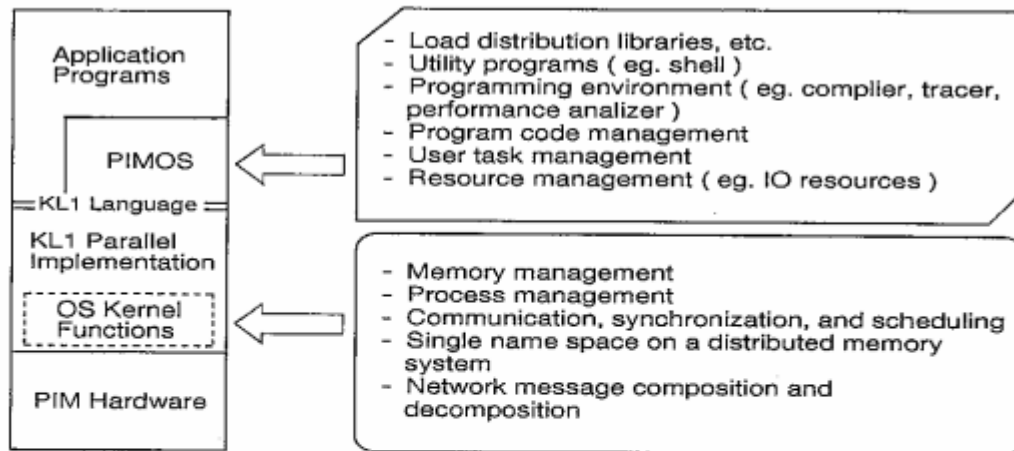 Application
Programs
PIMOS
KL1 Language
KL1 Parallel
Implementation
OS Kernel
Functions
PIM Hardware
- Load distribution libraries, etc.
- Utility programs ( eg. shell )
- Programming environment ( eg. complier, tracer,
performance analizer )
- Program code management
- User task management
- Resource management ( eg. IO resources )
- Memory management
- Process management
- Communication, synchronization, and scheduling
- Single name space on a distributed memory
system
- Network message composition and
decomposition